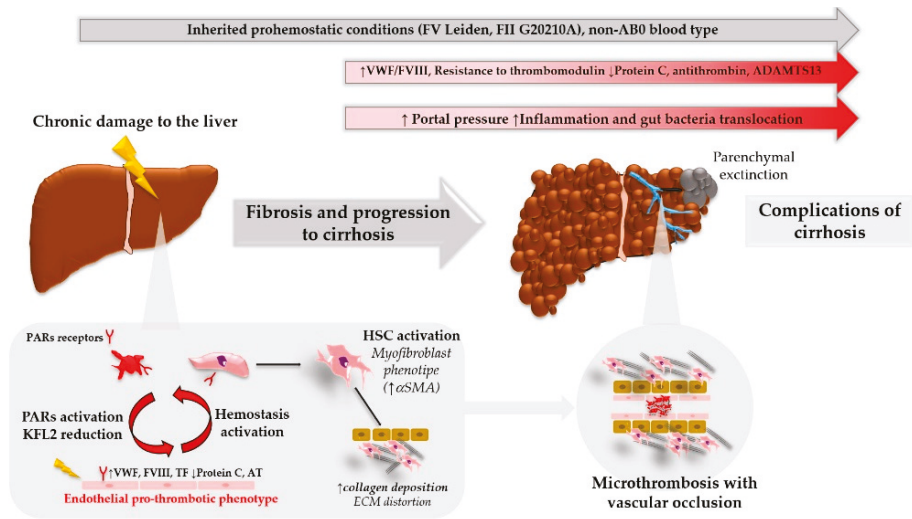 Inherited prohemostatic conditions (FV Leiden, FII G20210A), non-AB0 blood type
↑VWF/FVIII, Resistance to thrombomodulin ↓Protein C, antithrombin, ADAMTS13
↑ Portal pressure ↑Inflammation and gut bacteria translocation
Chronic damage to the liver
Parenchymal
exctinction
Fibrosis and progression
to cirrhosis
Complications of
cirrhosis
PARs receptors
HSC activation
Myofibroblast
phenotipe
(↑αSMA)
PARs activation
KFL2 reduction
Hemostasis
activation
↑VWF, FVIII, TF ↓Protein C, AT
Endothelial pro-thrombotic phenotype
↑collagen deposition
ECM distortion
Microthrombosis with
vascular occlusion